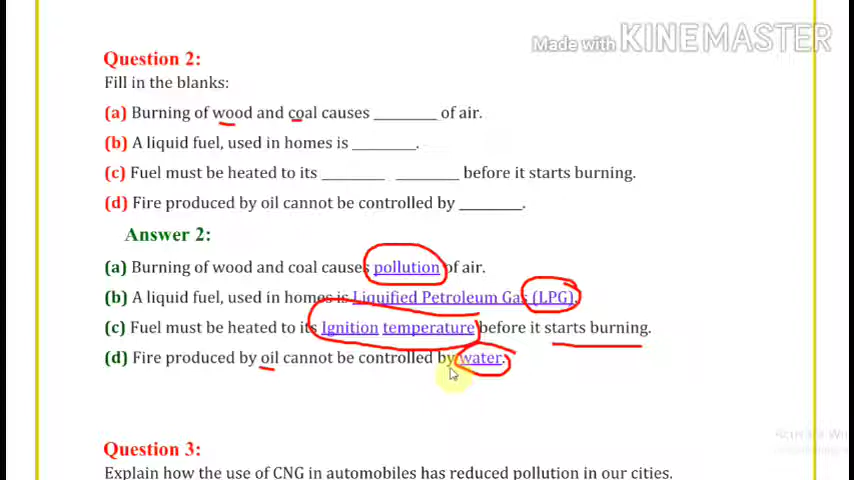 Made with KINEMASTER
Question 2:
Fill in the blanks:
(a) Burning of wood and coal causes ________ of air.
(b) A liquid fuel, used in homes is ________.
(c) Fuel must be heated to its ________ ________ before it starts burning.
(d) Fire produced by oil cannot be controlled by ________.
Answer 2:
(a) Burning of wood and coal causes pollution of air.
(b) A liquid fuel, used in homes is Liquified Petroleum Gas (LPG).
(c) Fuel must be heated to its Ignition temperature before it starts burning.
(d) Fire produced by oil cannot be controlled by water.
Question 3:
Explain how the use of CNG in automobiles has reduced pollution in our cities.